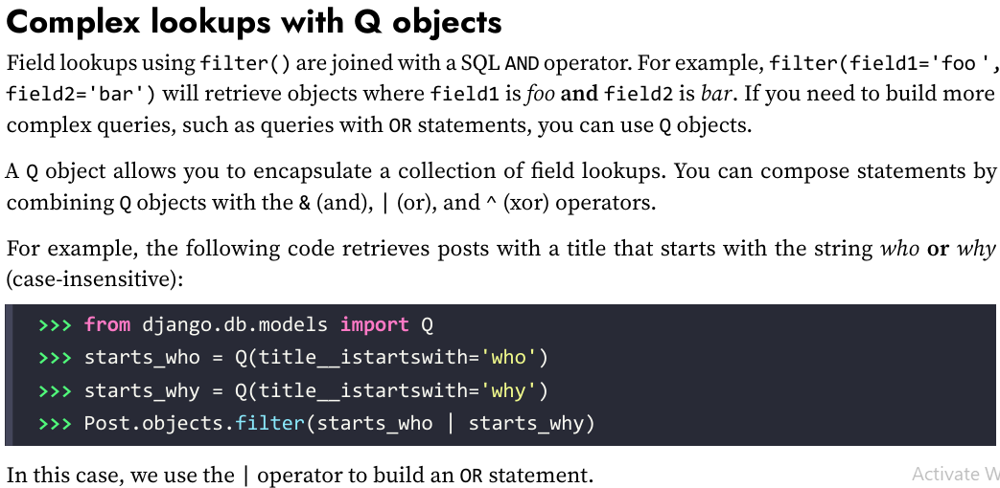 Complex lookups with Q objects
Field lookups using filter() are joined with a SQL AND operator. For example, filter(field1='foo ',
field2='bar') will retrieve objects where field1 is foo and field2 is bar. If you need to build more
complex queries, such as queries with OR statements, you can use Q objects.
A Q object allows you to encapsulate a collection of field lookups. You can compose statements by
combining Q objects with the & (and), | (or), and ^ (xor) operators.
For example, the following code retrieves posts with a title that starts with the string who or why
(case-insensitive):
>>> from django.db.models import Q
>>> starts_who = Q(title__istartswith='who')
>>> starts_why = Q(title__istartswith='why')
>>> Post.objects.filter(starts_who | starts_why)
In this case, we use the | operator to build an OR statement.
Activate W